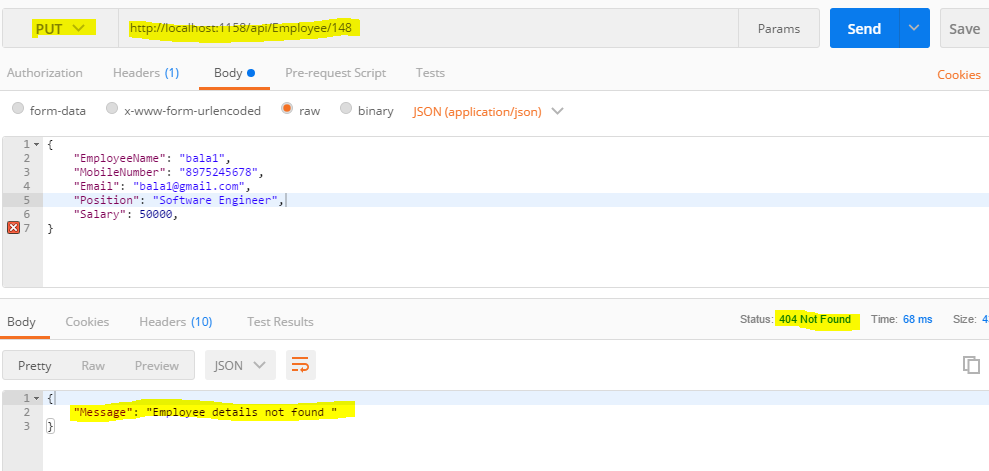 PUT http://localhost:1158/api/Employee/148 Params Send Save
Authorization Headers (1) Body Pre-request Script Tests Cookies
form-data x-www-form-urlencoded raw binary JSON (application/json)
1 {
2 "EmployeeName": "bala1",
3 "MobileNumber": "8975245678",
4 "Email": "bala1@gmail.com",
5 "Position": "Software Engineer",
6 "Salary": 50000,
7 }
Body Cookies Headers (10) Test Results Status: 404 Not Found Time: 68 ms Size:
Pretty Raw Preview JSON
1 {
2 "Message": "Employee details not found "
3 }